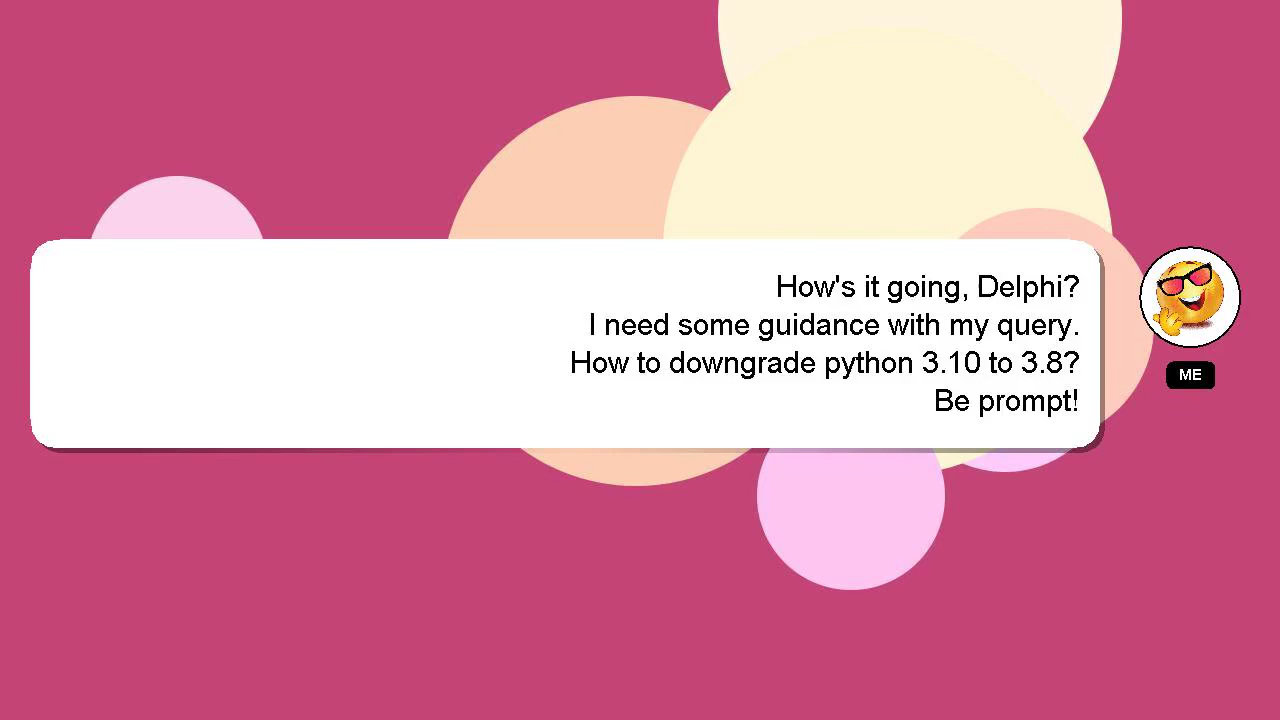 How's it going, Delphi?
I need some guidance with my query.
How to downgrade python 3.10 to 3.8?
Be prompt!
ME